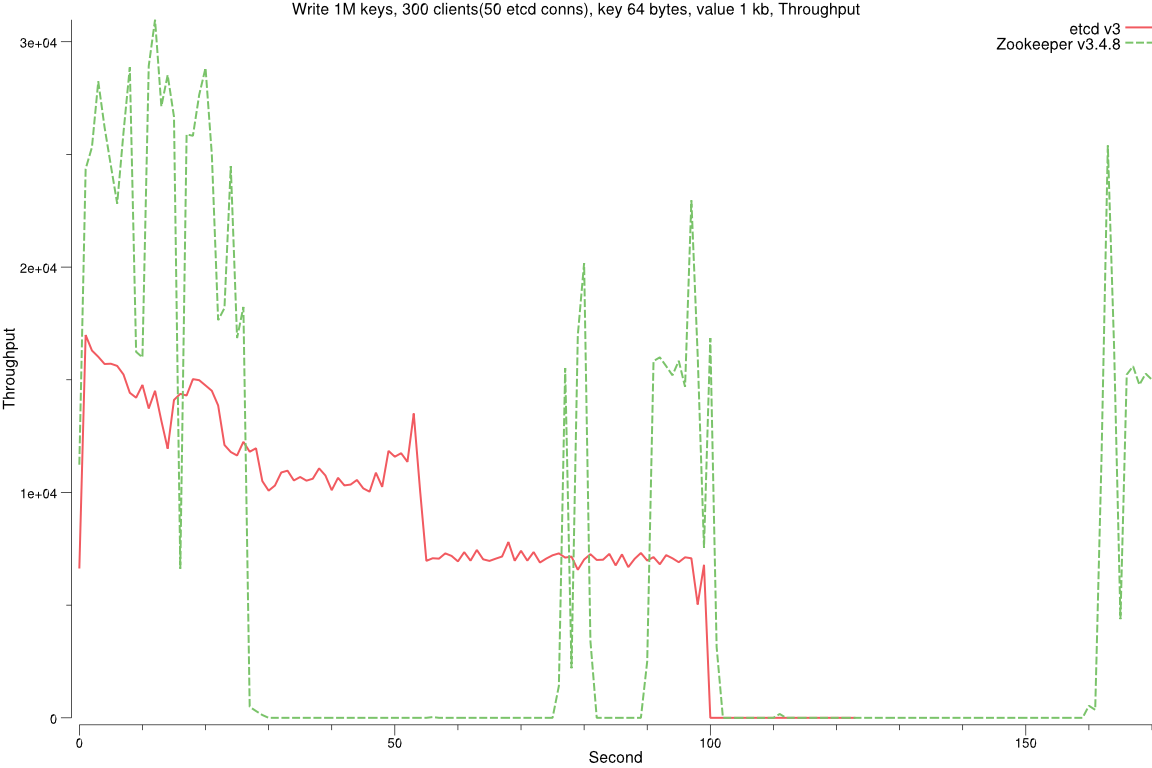 Write 1M keys, 300 clients(50 etcd conns), key 64 bytes, value 1 kb, Throughput
etcd v3
Zookeeper v3.4.8
3e+04
2e+04
Throughput
1e+04
0
0 50 100 150
Second